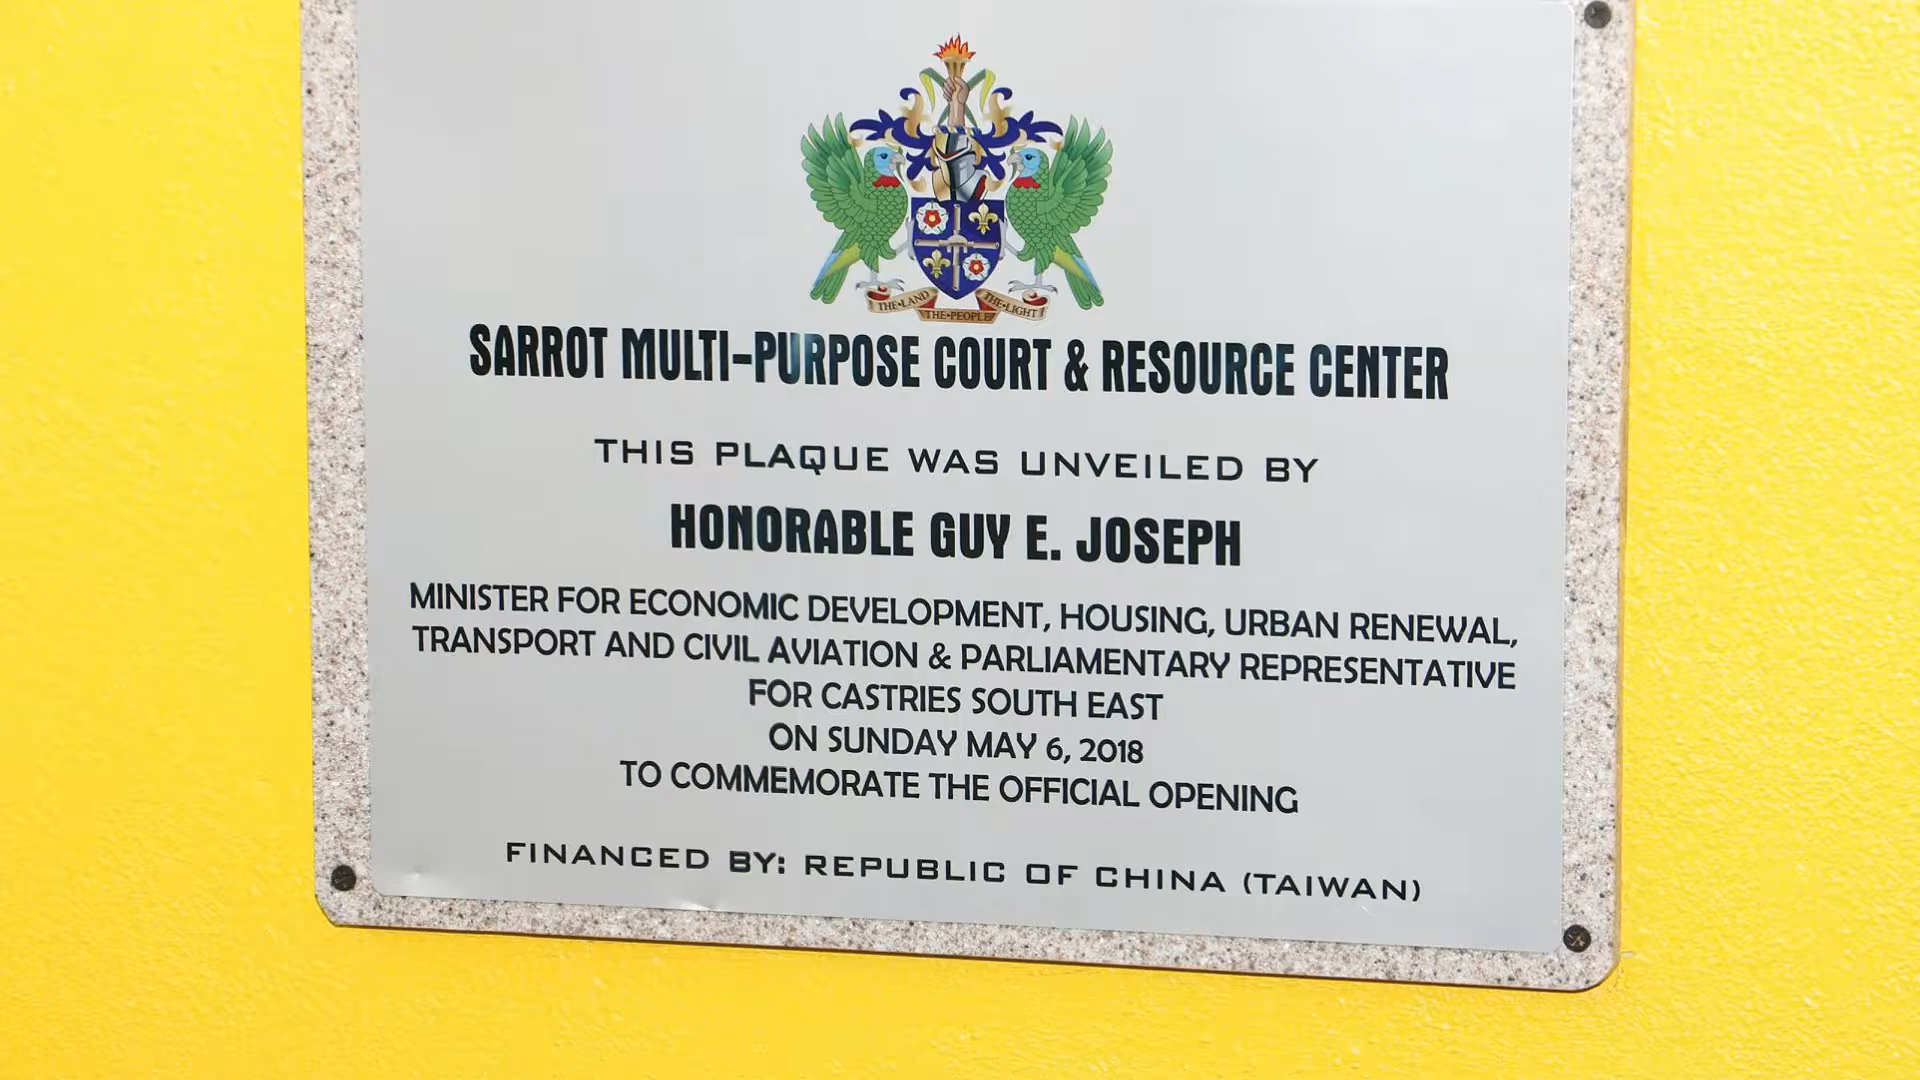 THE•LAND
THE•PEOPLE
THE•LIGHT
SARROT MULTI-PURPOSE COURT & RESOURCE CENTER
THIS PLAQUE WAS UNVEILED BY
HONORABLE GUY E. JOSEPH
MINISTER FOR ECONOMIC DEVELOPMENT, HOUSING, URBAN RENEWAL,
TRANSPORT AND CIVIL AVIATION & PARLIAMENTARY REPRESENTATIVE
FOR CASTRIES SOUTH EAST
ON SUNDAY MAY 6, 2018
TO COMMEMORATE THE OFFICIAL OPENING
FINANCED BY: REPUBLIC OF CHINA (TAIWAN)